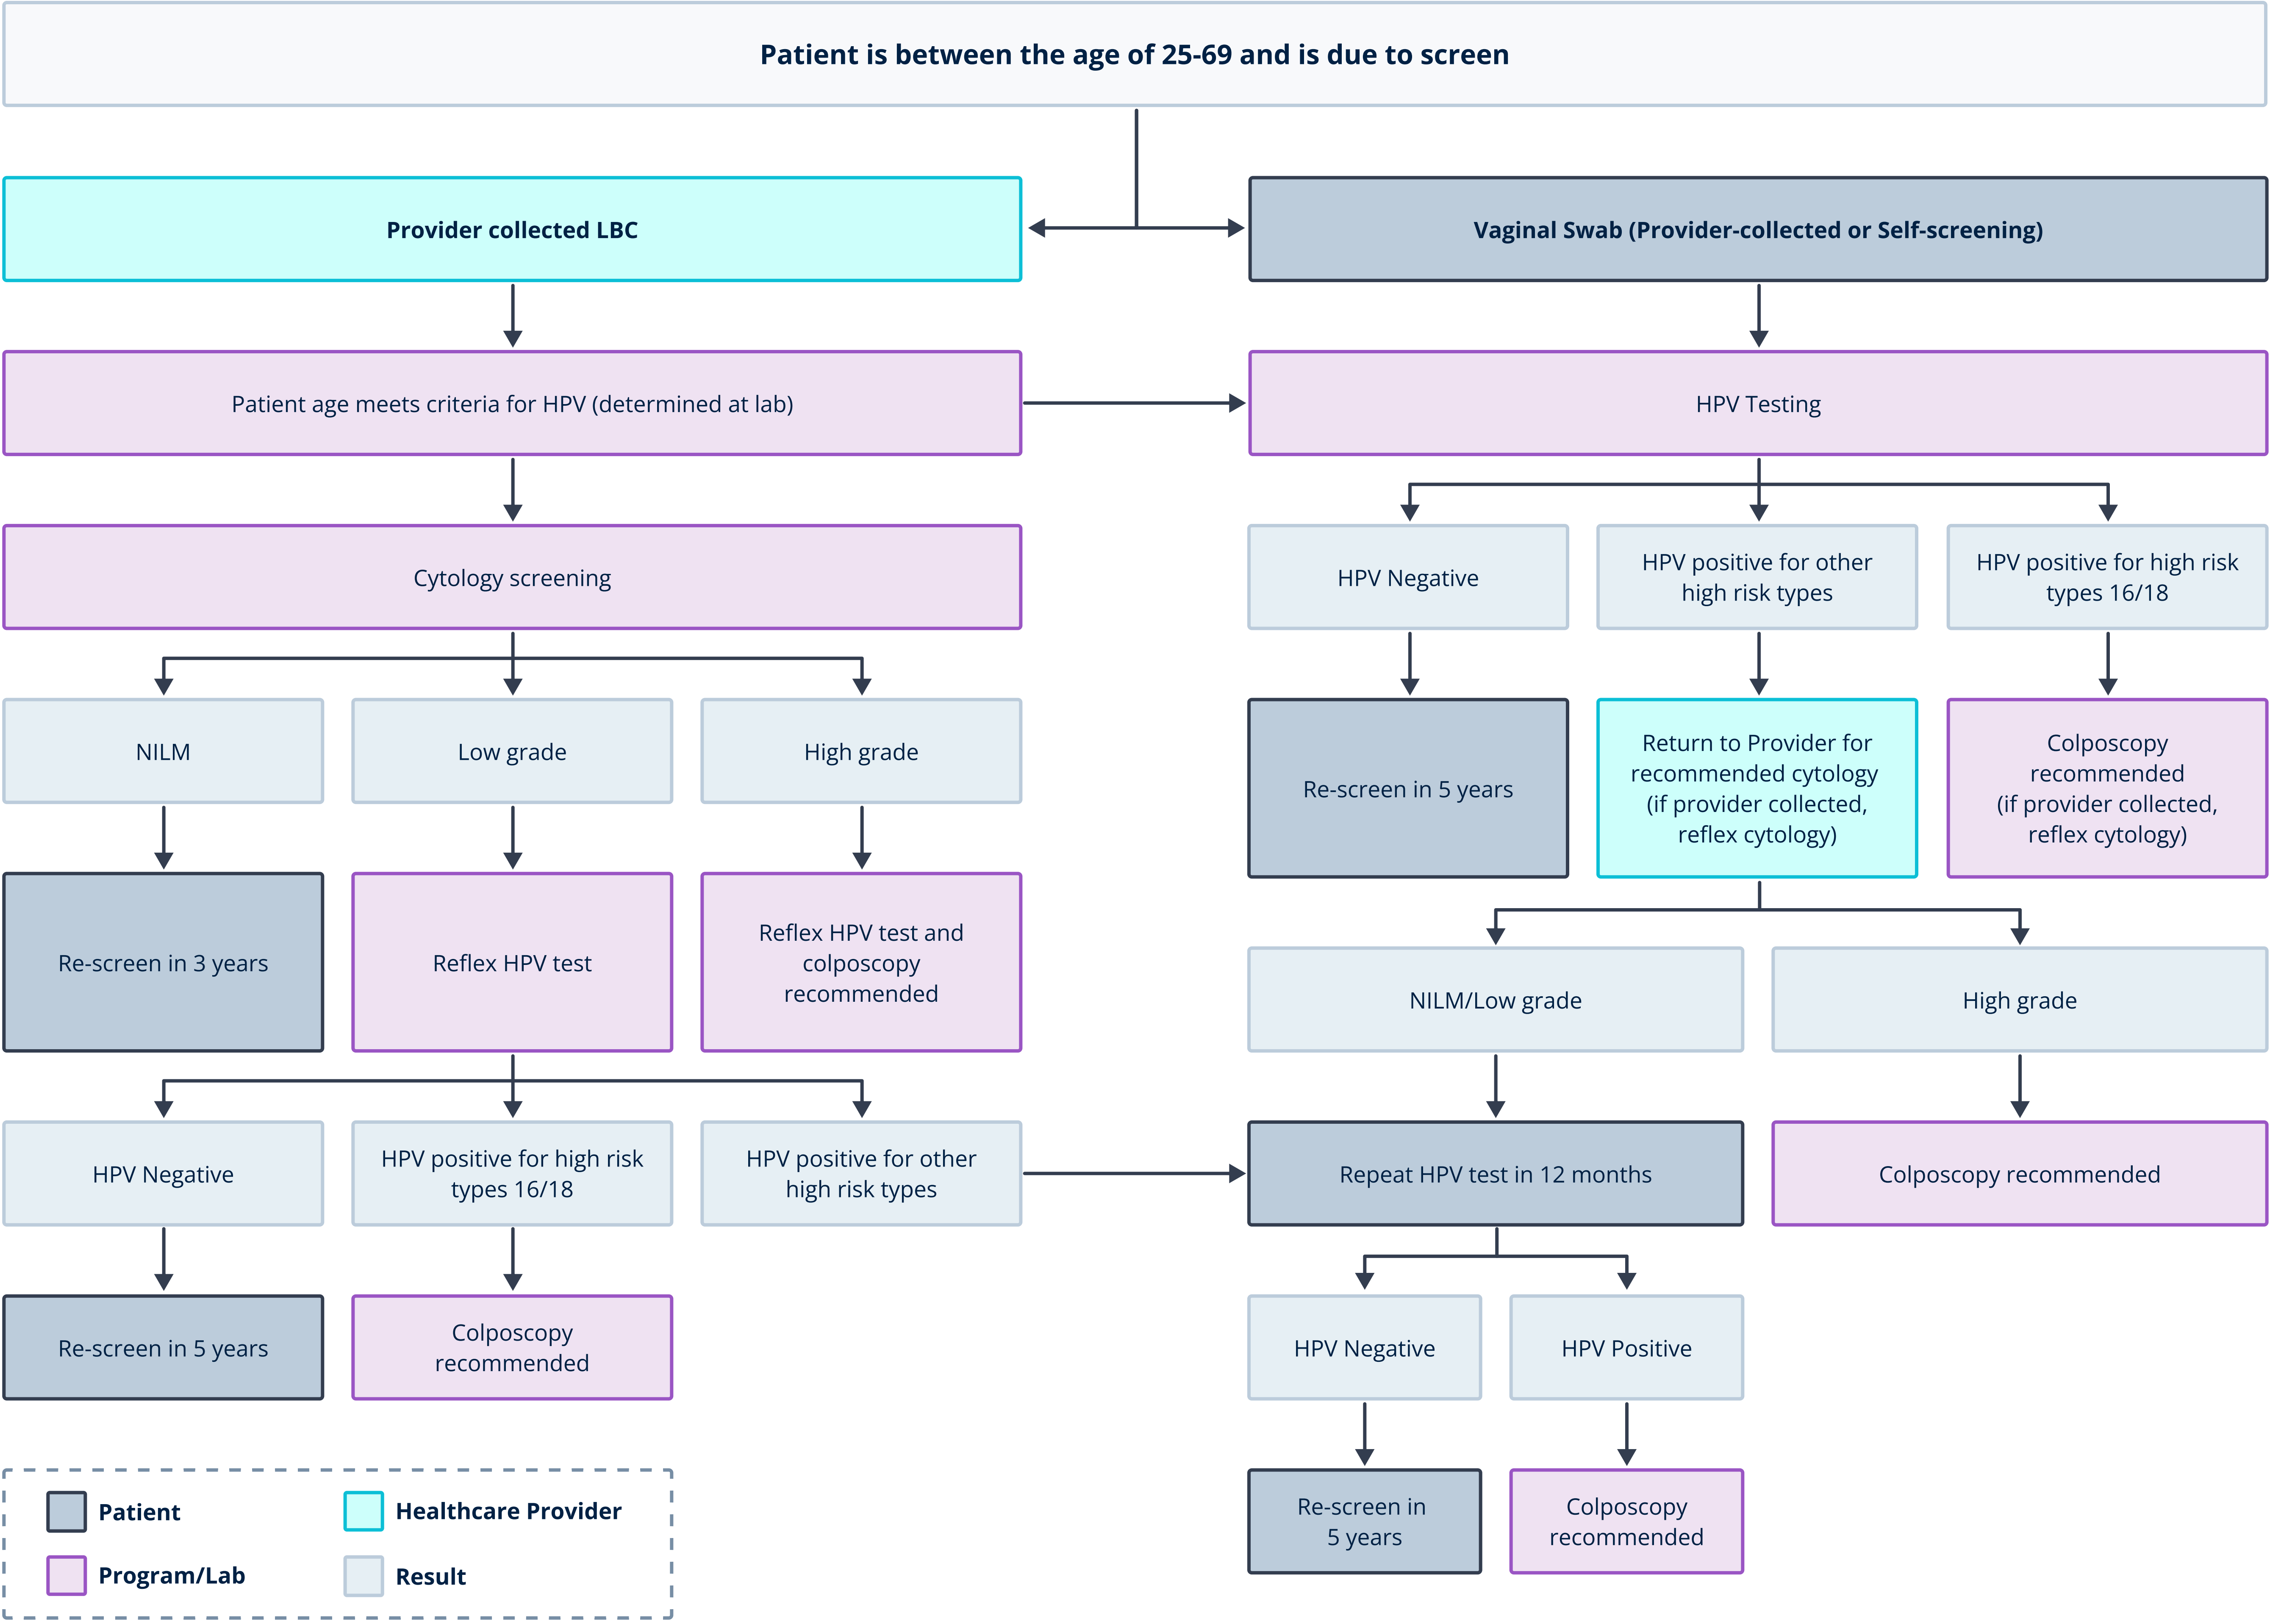 Patient is between the age of 25-69 and is due to screen
Provider collected LBC
Vaginal Swab (Provider-collected or Self-screening)
Patient age meets criteria for HPV (determined at lab)
HPV Testing
Cytology screening
HPV Negative
HPV positive for other
high risk types
HPV positive for high risk
types 16/18
NILM
Low grade
High grade
Re-screen in 5 years
Return to Provider for
recommended cytology
(if provider collected,
reflex cytology)
Colposcopy
recommended
(if provider collected,
reflex cytology)
Re-screen in 3 years
Reflex HPV test
Reflex HPV test and
colposcopy
recommended
NILM/Low grade
High grade
HPV Negative
HPV positive for high risk
types 16/18
HPV positive for other
high risk types
Repeat HPV test in 12 months
Colposcopy recommended
Re-screen in 5 years
Colposcopy
recommended
HPV Negative
HPV Positive
Re-screen in
5 years
Colposcopy
recommended
Patient
Healthcare Provider
Program/Lab
Result